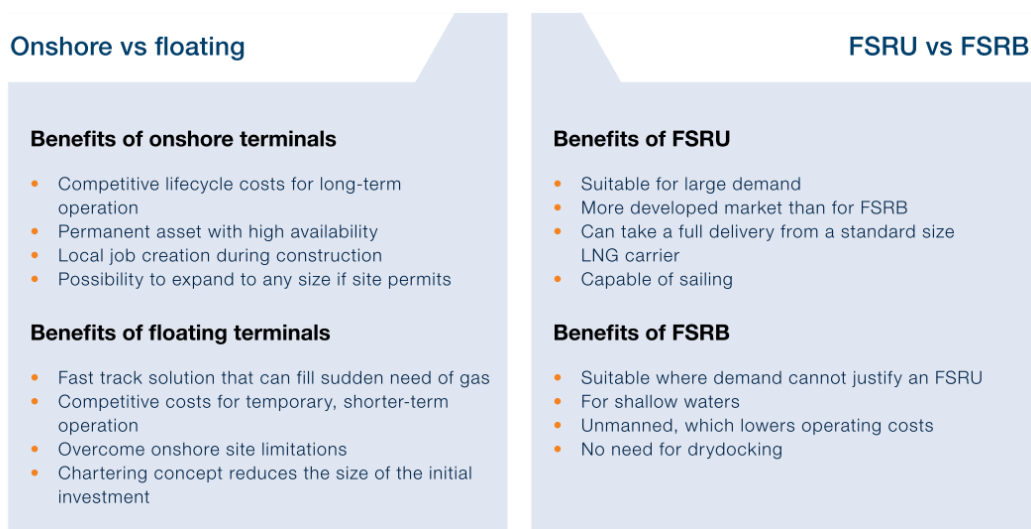 Onshore vs floating
Benefits of onshore terminals
• Competitive lifecycle costs for long-term
operation
• Permanent asset with high availability
• Local job creation during construction
• Possibility to expand to any size if site permits
Benefits of floating terminals
• Fast track solution that can fill sudden need of gas
• Competitive costs for temporary, shorter-term
operation
• Overcome onshore site limitations
• Chartering concept reduces the size of the initial
investment
FSRU vs FSRB
Benefits of FSRU
• Suitable for large demand
• More developed market than for FSRB
• Can take a full delivery from a standard size
LNG carrier
• Capable of sailing
Benefits of FSRB
• Suitable where demand cannot justify an FSRU
• For shallow waters
• Unmanned, which lowers operating costs
• No need for drydocking